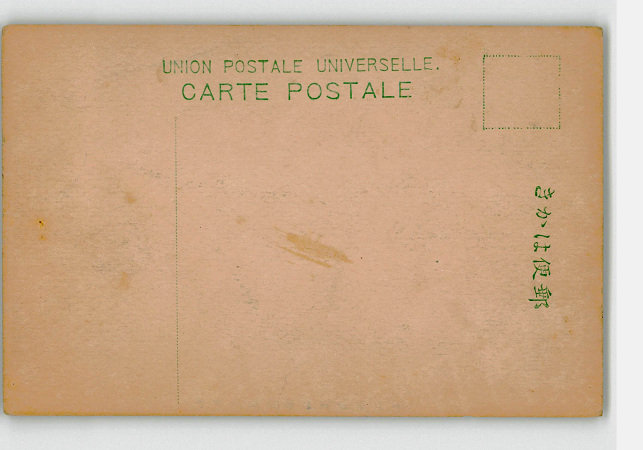 UNION POSTALE UNIVERSELLE.
CARTE POSTALE
きかは便郵